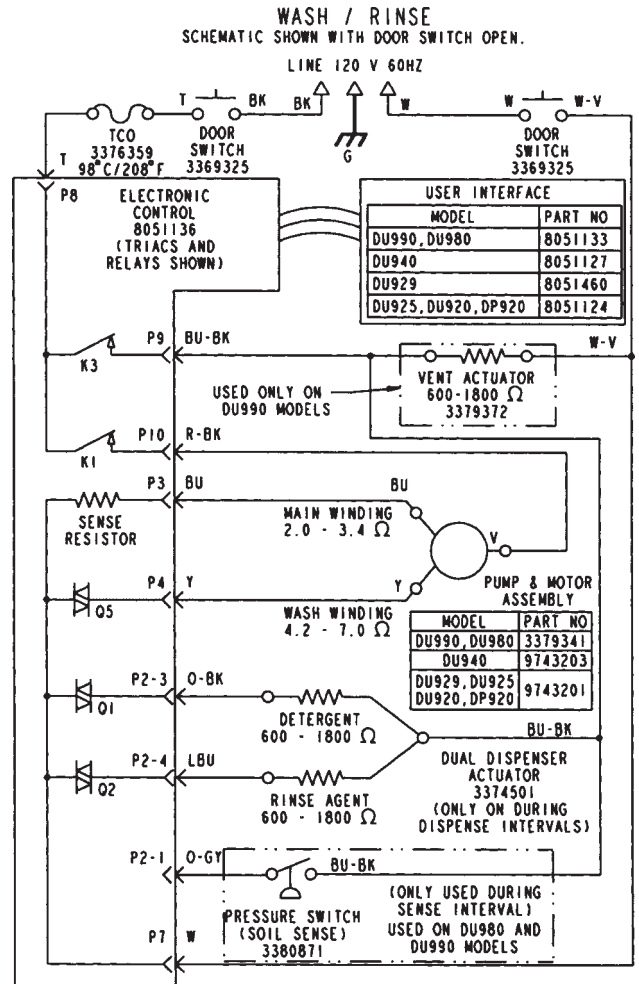 WASH / RINSE
SCHEMATIC SHOWN WITH DOOR SWITCH OPEN.
LINE 120 V 60HZ
T
BK
BK
W
W
W-V
G
TCO
3376359
98°C/208°F
DOOR
SWITCH
3369325
DOOR
SWITCH
3369325
T
P8
ELECTRONIC
CONTROL
8051136
(TRIACS AND
RELAYS SHOWN)
USER INTERFACE
MODEL PART NO
DU990,DU980 8051133
DU940 8051127
DU929 8051460
DU925,DU920,DP920 8051124
P9 BU-BK
W-V
K3
USED ONLY ON
DU990 MODELS
VENT ACTUATOR
600-1800 Ω
3379372
P10 R-BK
K1
P3 BU
BU
SENSE
RESISTOR
MAIN WINDING
2.0 - 3.4 Ω
V
P4 Y
Y
Q5
WASH WINDING
4.2 - 7.0 Ω
PUMP & MOTOR
ASSEMBLY
MODEL PART NO
DU990,DU980 3379341
DU940 9743203
DU929,DU925
DU920,DP920 9743201
P2-3 O-BK
Q1
DETERGENT
600 - 1800 Ω
BU-BK
P2-4 LBU
Q2
RINSE AGENT
600 - 1800 Ω
DUAL DISPENSER
ACTUATOR
3374501
(ONLY ON DURING
DISPENSE INTERVALS)
P2-1 O-GY
BU-BK
PRESSURE SWITCH
(SOIL SENSE)
3380871
(ONLY USED DURING
SENSE INTERVAL)
USED ON DU980 AND
DU990 MODELS
P7 W